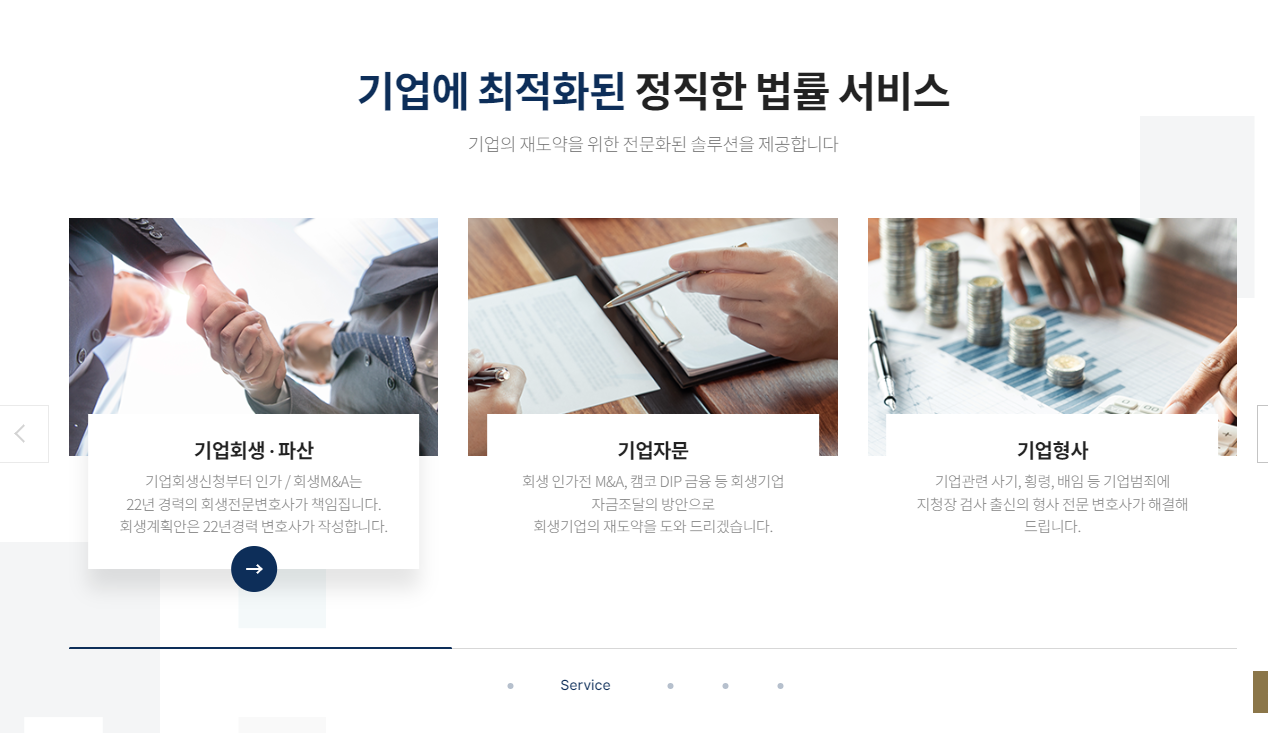 기업에 최적화된 정직한 법률 서비스
기업의 재도약을 위한 전문화된 솔루션을 제공합니다
기업회생 · 파산
기업회생신청부터 인가 / 회생M&A는
22년 경력의 회생전문변호사가 책임집니다.
회생계획안은 22년경력 변호사가 작성합니다.
기업자문
회생 인가전 M&A, 캠코 DIP 금융 등 회생기업
자금조달의 방안으로
회생기업의 재도약을 도와 드리겠습니다.
기업형사
기업관련 사기, 횡령, 배임 등 기업범죄에
지청장 검사 출신의 형사 전문 변호사가 해결해
드립니다.
Service